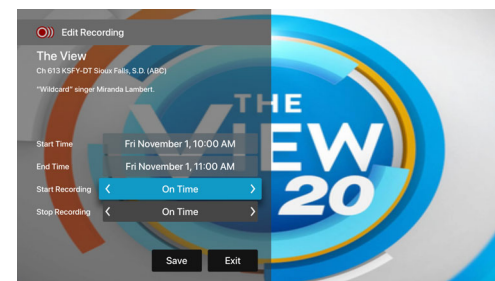 Edit Recording
The View
Ch 613 KSFY-DT Sioux Falls, S.D. (ABC)
"Wildcard" singer Miranda Lambert.
Start Time Fri November 1, 10:00 AM
End Time Fri November 1, 11:00 AM
Start Recording On Time
Stop Recording On Time
Save Exit
THE
VIEW
20